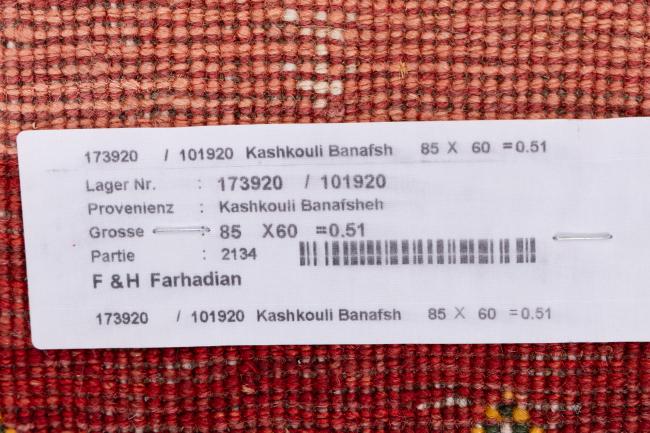 173920 / 101920 Kashkouli Banafsh 85 X 60 =0.51
Lager Nr. : 173920 / 101920
Provenienz : Kashkouli Banafsheh
Grosse : 85 X60 =0.51
Partie : 2134
F & H Farhadian
173920 / 101920 Kashkouli Banafsh 85 X 60 =0.51